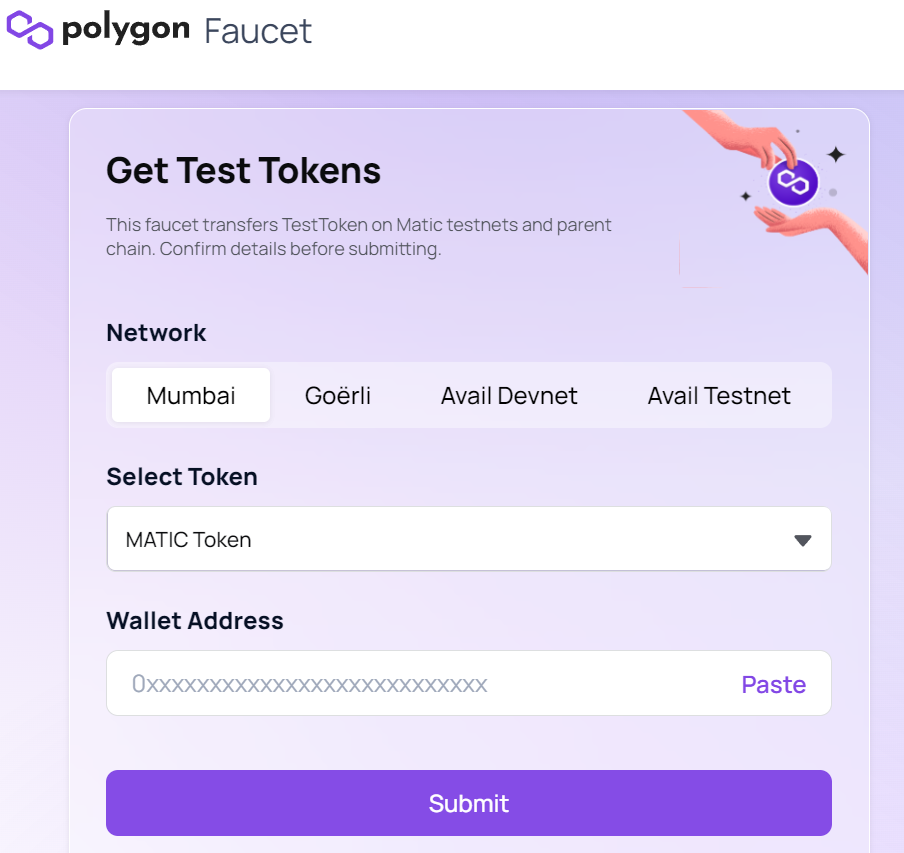 polygon Faucet
Get Test Tokens
This faucet transfers TestToken on Matic testnets and parent
chain. Confirm details before submitting.
Network
Mumbai Goërli Avail Devnet Avail Testnet
Select Token
MATIC Token
Wallet Address
0xxxxxxxxxxxxxxxxxxxxxxxxxxx Paste
Submit